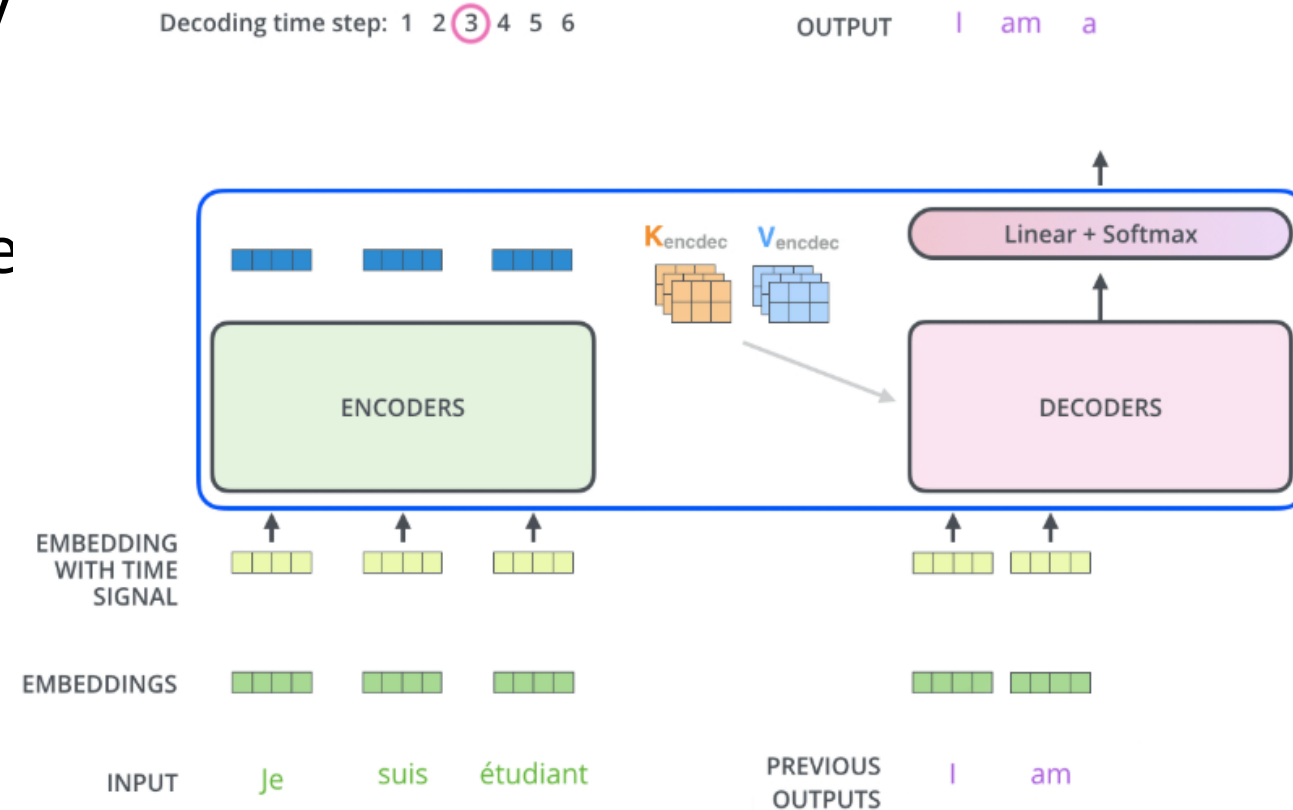 Decoding time step: 1 2 3 4 5 6
OUTPUT I am a
Kencdec Vencdec
Linear + Softmax
ENCODERS
DECODERS
EMBEDDING
WITH TIME
SIGNAL
EMBEDDINGS
INPUT Je suis étudiant
PREVIOUS
OUTPUTS
I am